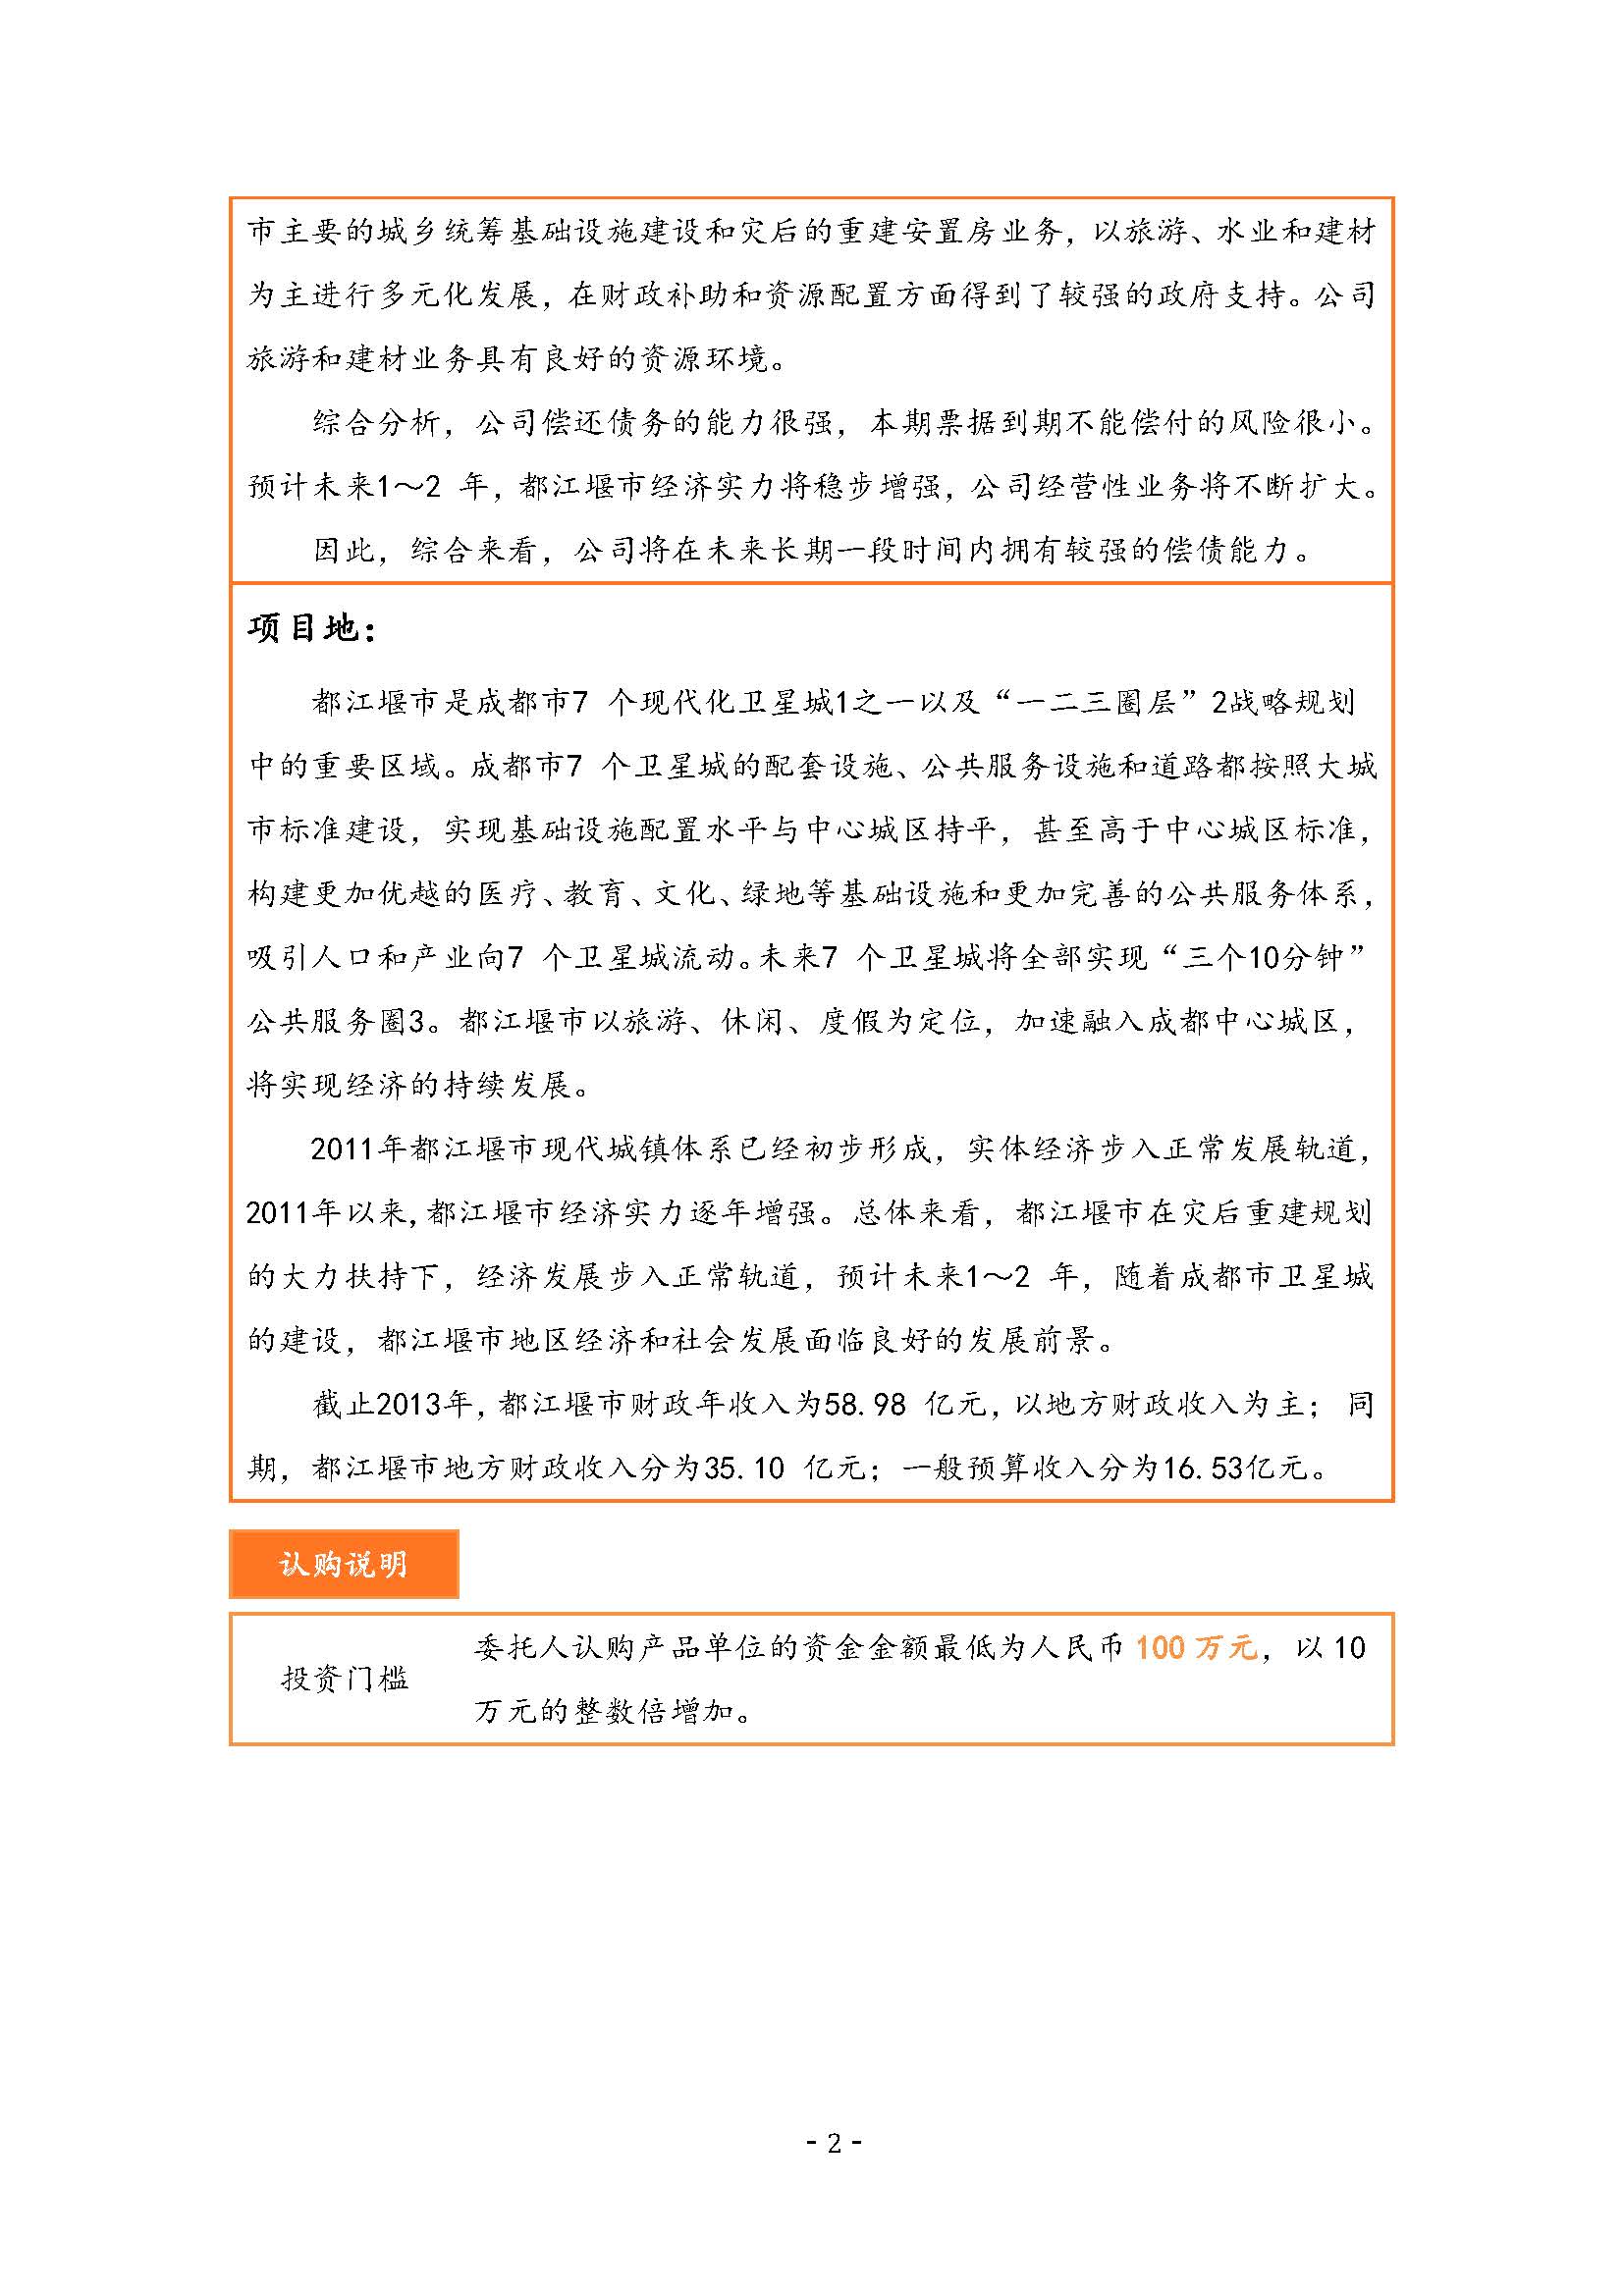 市主要的城乡统筹基础设施建设和灾后的重建安置房业务，以旅游、水业和建材
为主进行多元化发展，在财政补助和资源配置方面得到了较强的政府支持。公司
旅游和建材业务具有良好的资源环境。
综合分析，公司偿还债务的能力很强，本期票据到期不能偿付的风险很小。
预计未来1～2 年，都江堰市经济实力将稳步增强，公司经营性业务将不断扩大。
因此，综合来看，公司将在未来长期一段时间内拥有较强的偿债能力。
项目地：
都江堰市是成都市7 个现代化卫星城1之一以及“一二三圈层”2战略规划
中的重要区域。成都市7 个卫星城的配套设施、公共服务设施和道路都按照大城
市标准建设，实现基础设施配置水平与中心城区持平，甚至高于中心城区标准，
构建更加优越的医疗、教育、文化、绿地等基础设施和更加完善的公共服务体系，
吸引人口和产业向7 个卫星城流动。未来7 个卫星城将全部实现“三个10分钟”
公共服务圈3。都江堰市以旅游、休闲、度假为定位，加速融入成都中心城区，
将实现经济的持续发展。
2011年都江堰市现代城镇体系已经初步形成，实体经济步入正常发展轨道，
2011年以来，都江堰市经济实力逐年增强。总体来看，都江堰市在灾后重建规划
的大力扶持下，经济发展步入正常轨道，预计未来1～2 年，随着成都市卫星城
的建设，都江堰市地区经济和社会发展面临良好的发展前景。
截止2013年，都江堰市财政年收入为58.98 亿元，以地方财政收入为主； 同
期，都江堰市地方财政收入分为35.10 亿元；一般预算收入分为16.53亿元。
认购说明
投资门槛
委托人认购产品单位的资金金额最低为人民币 100 万元，以 10
万元的整数倍增加。
- 2 -